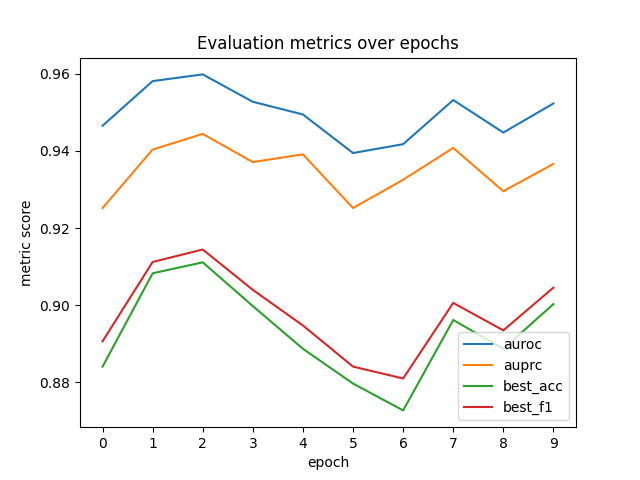 Evaluation metrics over epochs
metric score
0.96
0.94
0.92
0.90
0.88
auroc
auprc
best_acc
best_f1
0 1 2 3 4 5 6 7 8 9
epoch